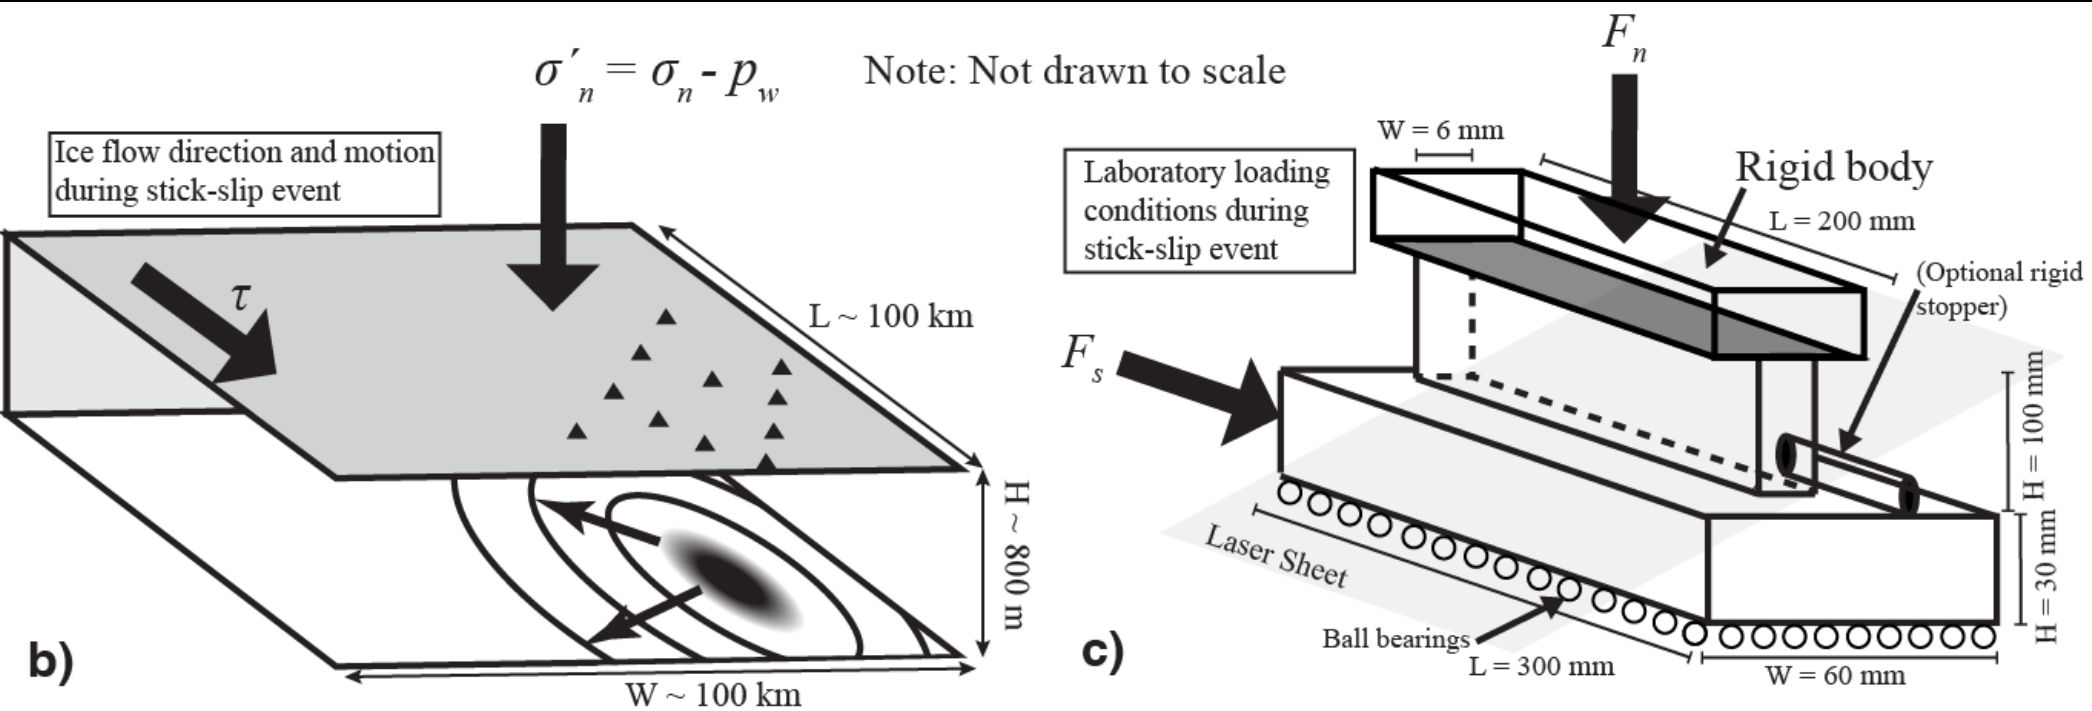 σ′n = σn - pw
Note: Not drawn to scale
Ice flow direction and motion
during stick-slip event
τ
L ~ 100 km
H ~ 800 m
W ~ 100 km
b)
Fn
W = 6 mm
Rigid body
L = 200 mm
Laboratory loading
conditions during
stick-slip event
(Optional rigid
stopper)
Fs
H = 100 mm
H = 30 mm
Laser Sheet
Ball bearings
L = 300 mm
W = 60 mm
c)